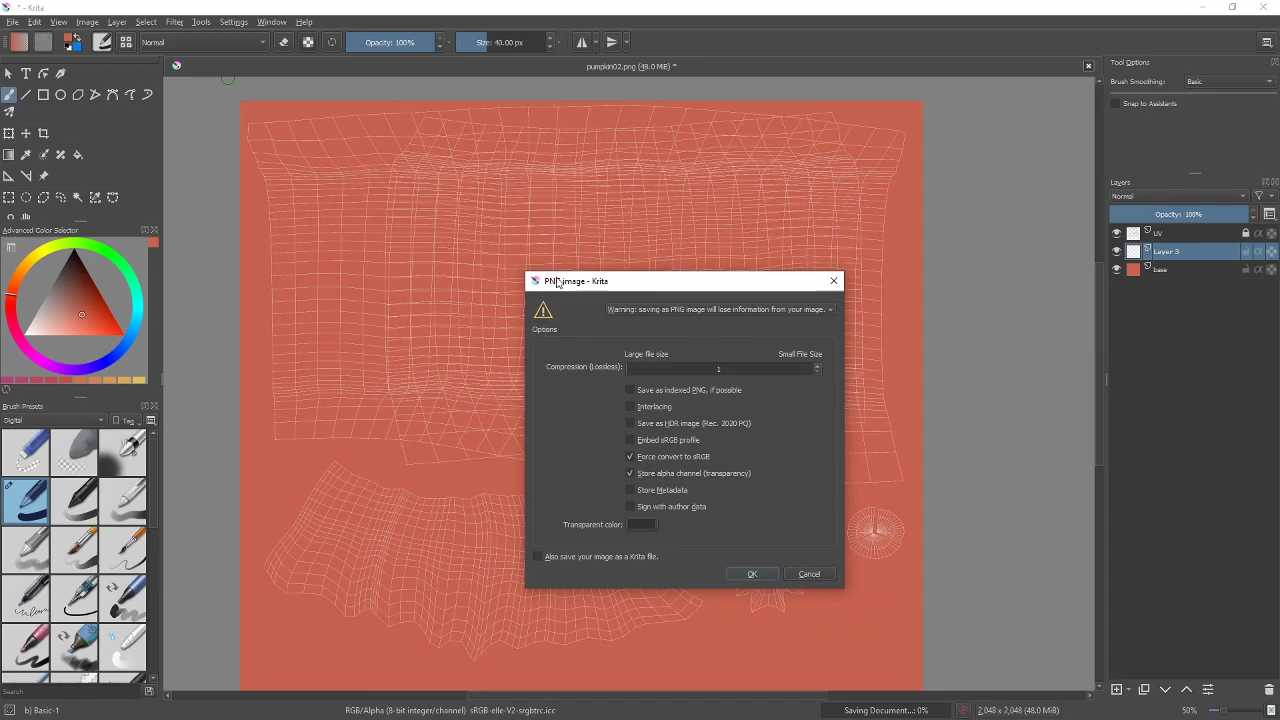 * - Krita
File Edit View Image Layer Select Filter Tools Settings Window Help
Normal Opacity: 100% Size: 40.00 px
pumpkin02.png (48.0 MiB) *
Tool Options
Brush Smoothing: Basic
Snap to Assistants
Layers
Normal
Opacity: 100%
UV
Layer 3
base
Advanced Color Selector
Brush Presets
Digital Tag
Search
PNG image - Krita
Warning: saving as PNG image will lose information from your image.
Options
Large file size Small File Size
Compression (Lossless): 1
Save as indexed PNG, if possible
Interlacing
Save as HDR image (Rec. 2020 PQ)
Embed sRGB profile
Force convert to sRGB
Store alpha channel (transparency)
Store Metadata
Sign with author data
Transparent color:
Also save your image as a Krita file.
OK Cancel
b) Basic-1 RGB/Alpha (8-bit integer/channel) sRGB-elle-V2-srgbtrc.icc Saving Document...: 0% 2,048 x 2,048 (48.0 MiB) 50%